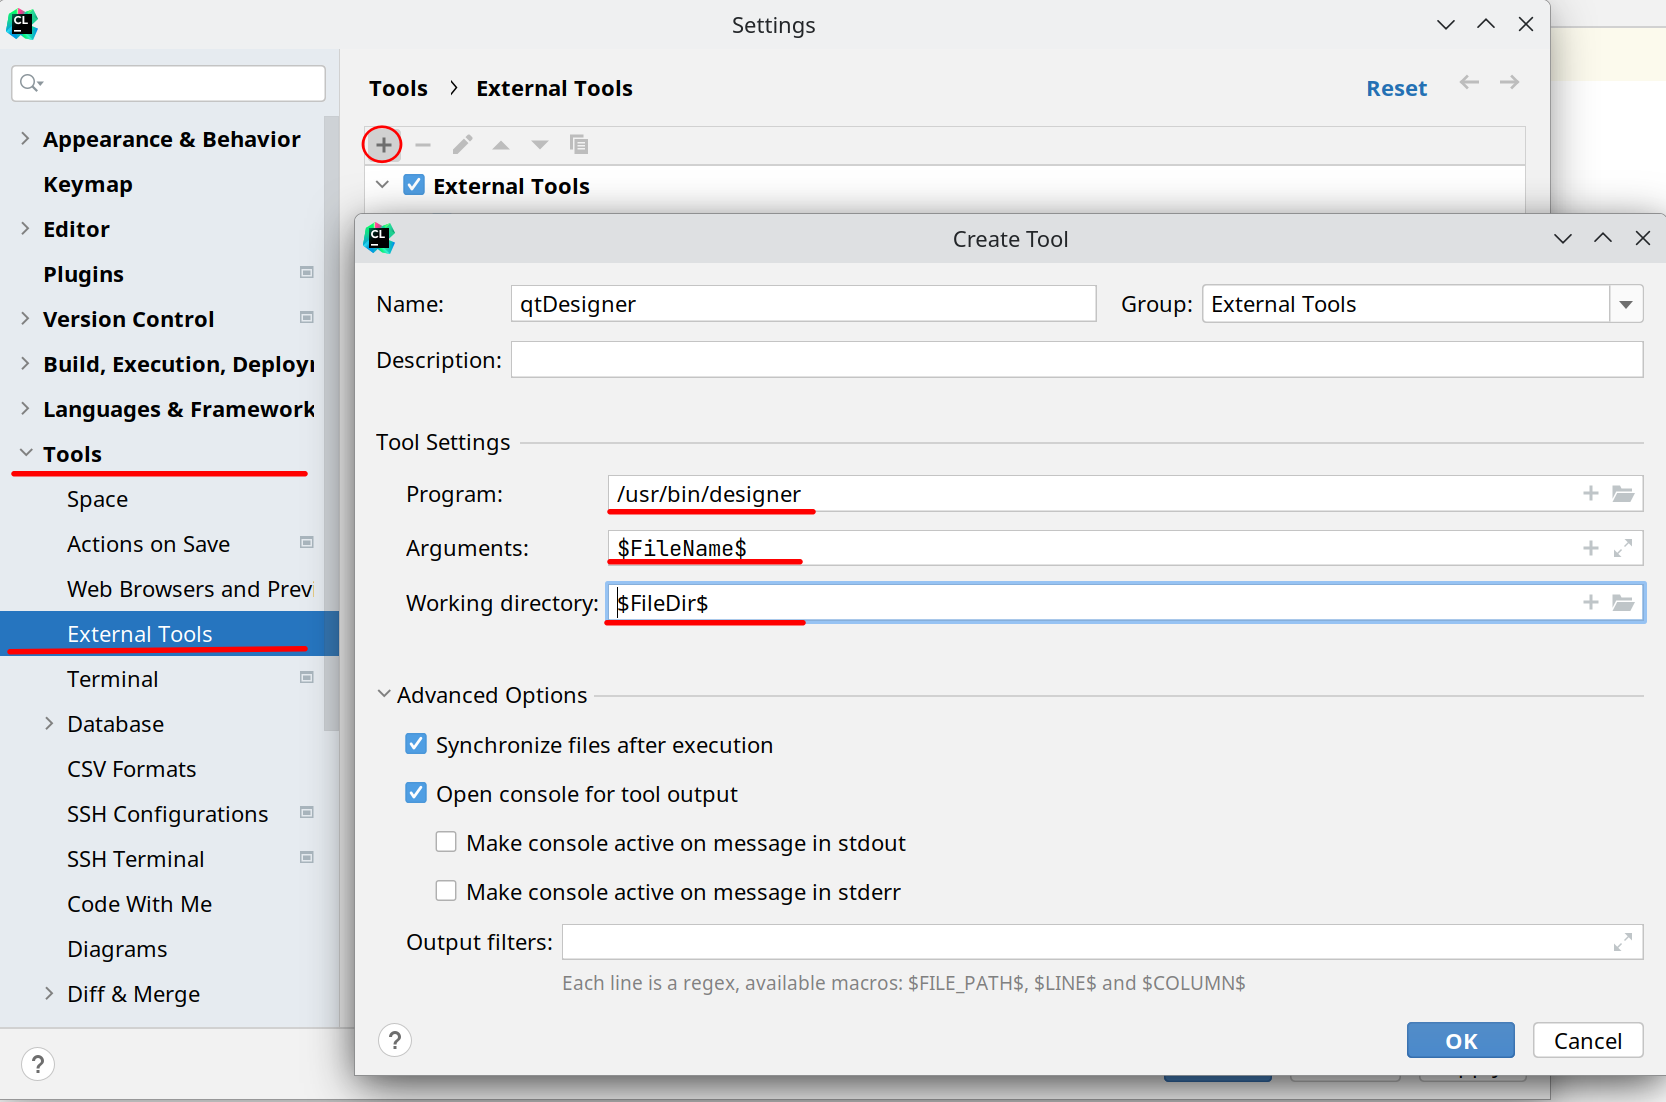 CL
Settings
Tools › External Tools
Reset
Appearance & Behavior
Keymap
Editor
Plugins
Version Control
Build, Execution, Deploy
Languages & Framework
Tools
Space
Actions on Save
Web Browsers and Previ
External Tools
Terminal
Database
CSV Formats
SSH Configurations
SSH Terminal
Code With Me
Diagrams
Diff & Merge
?
External Tools
CL
Create Tool
Name: qtDesigner
Group: External Tools
Description:
Tool Settings
Program: /usr/bin/designer
Arguments: $FileName$
Working directory: $FileDir$
Advanced Options
Synchronize files after execution
Open console for tool output
Make console active on message in stdout
Make console active on message in stderr
Output filters:
Each line is a regex, available macros: $FILE_PATH$, $LINE$ and $COLUMN$
?
OK
Cancel